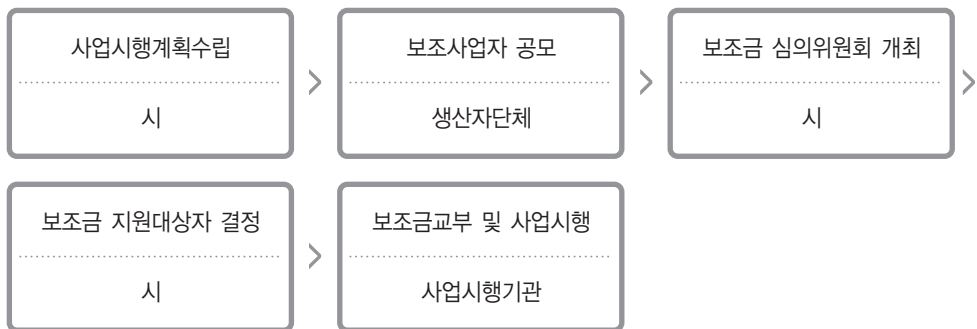 사업시행계획수립
시
보조사업자 공모
생산자단체
보조금 심의위원회 개최
시
보조금 지원대상자 결정
시
보조금교부 및 사업시행
사업시행기관